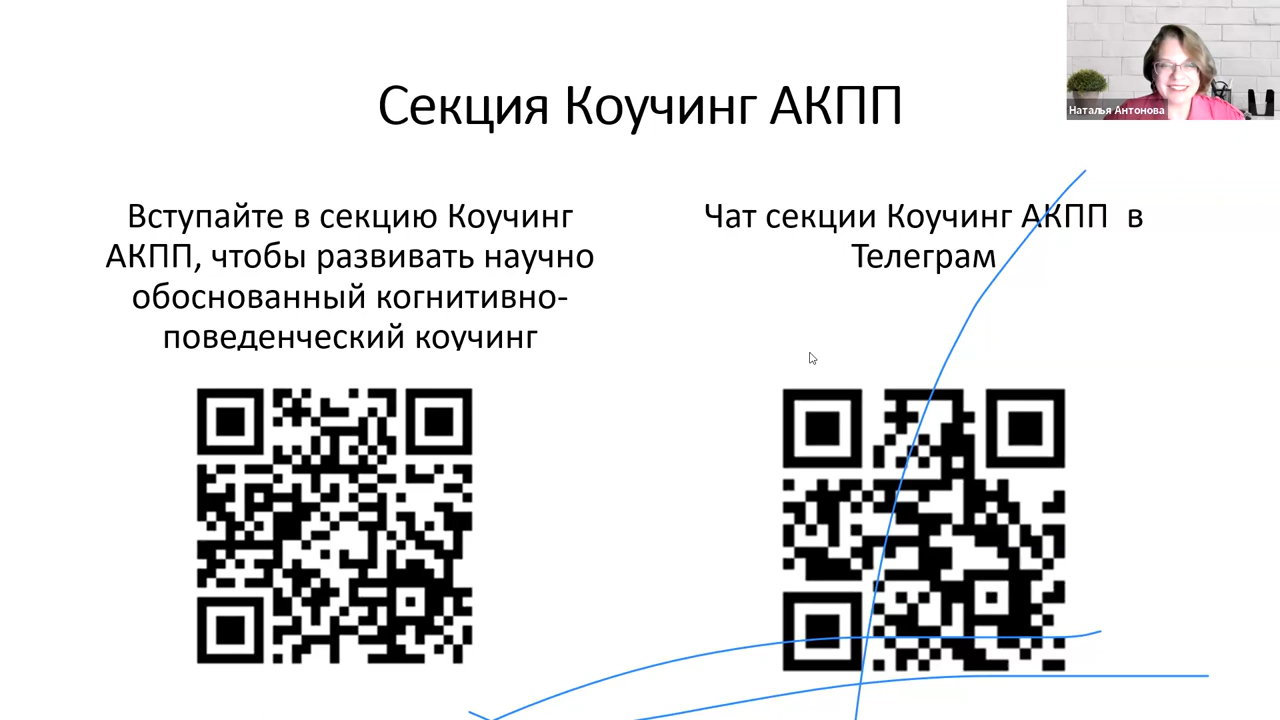 Секция Коучинг АКПП
Наталья Антонова
Вступайте в секцию Коучинг
АКПП, чтобы развивать научно
обоснованный когнитивно-
поведенческий коучинг
Чат секции Коучинг АКПП  в
Телеграм